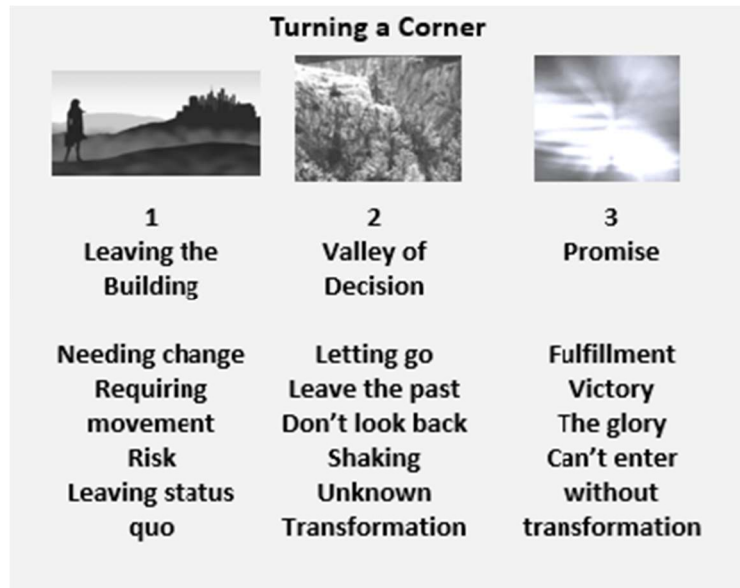 Turning a Corner
1
Leaving the
Building
Needing change
Requiring
movement
Risk
Leaving status
quo
2
Valley of
Decision
Letting go
Leave the past
Don't look back
Shaking
Unknown
Transformation
3
Promise
Fulfillment
Victory
The glory
Can't enter
without
transformation